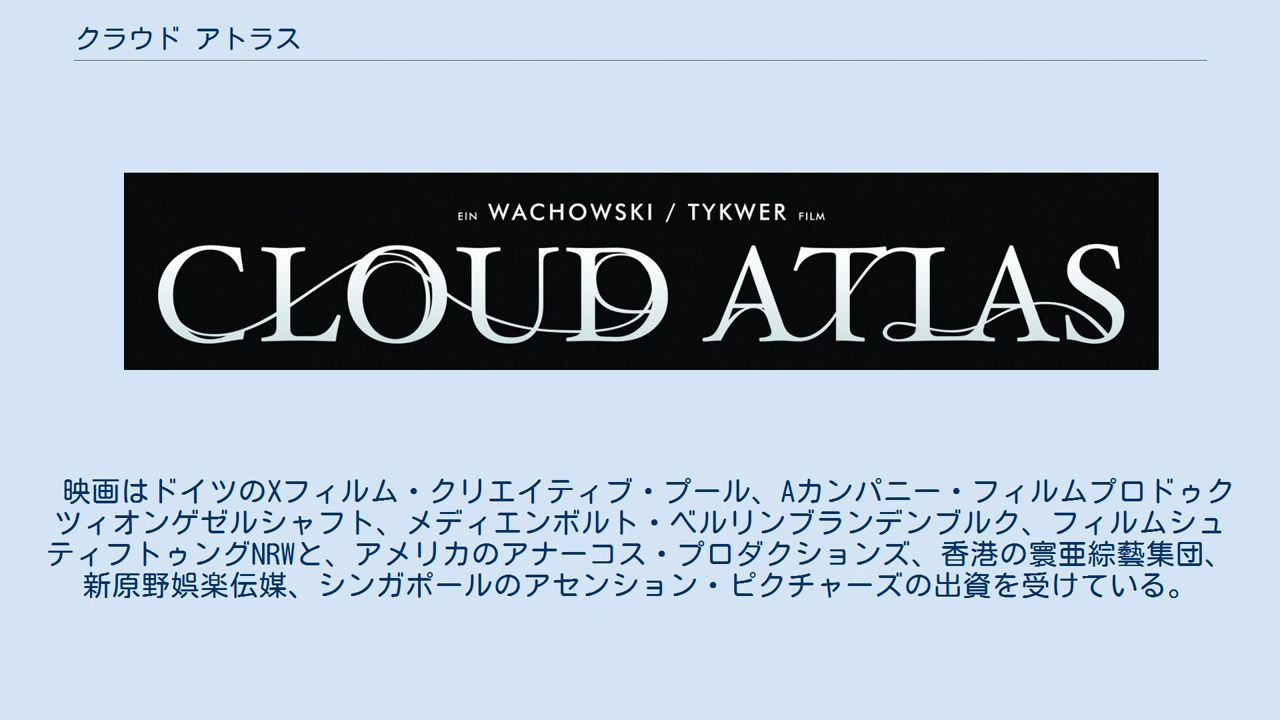 クラウド アトラス
EIN WACHOWSKI / TYKWER FILM
CLOUD ATLAS
映画はドイツのXフィルム・クリエイティブ・プール、Aカンパニー・フィルムプロドゥク
ツィオンゲゼルシャフト、メディエンボルト・ベルリンブランデンブルク、フィルムシュ
ティフトゥングNRWと、アメリカのアナーコス・プロダクションズ、香港の寰亜綜藝集団、
新原野娯楽伝媒、シンガポールのアセンション・ピクチャーズの出資を受けている。